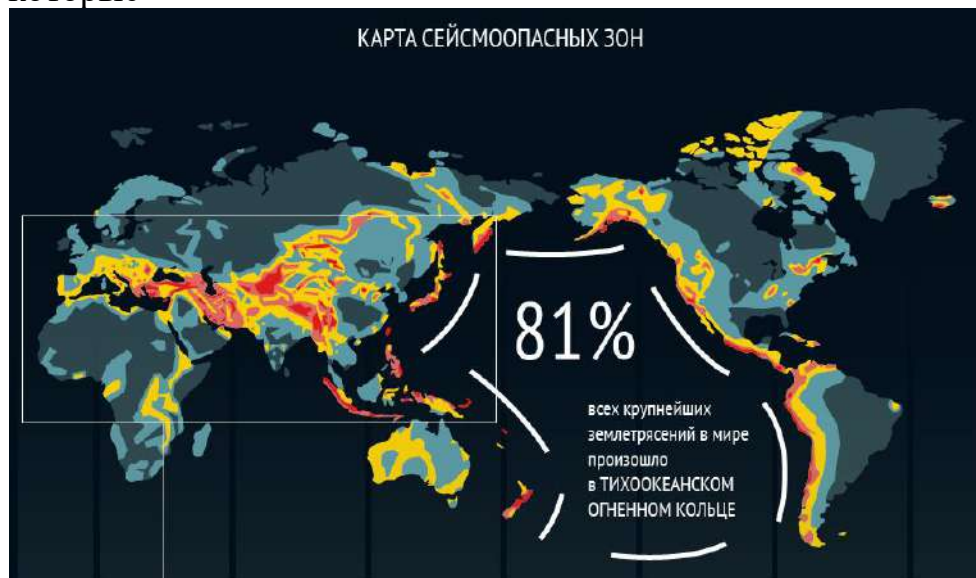 КАРТА СЕЙСМООПАСНЫХ ЗОН
81%
всех крупнейших
землетрясений в мире
произошло
в ТИХООКЕАНСКОМ
ОГНЕННОМ КОЛЬЦЕ